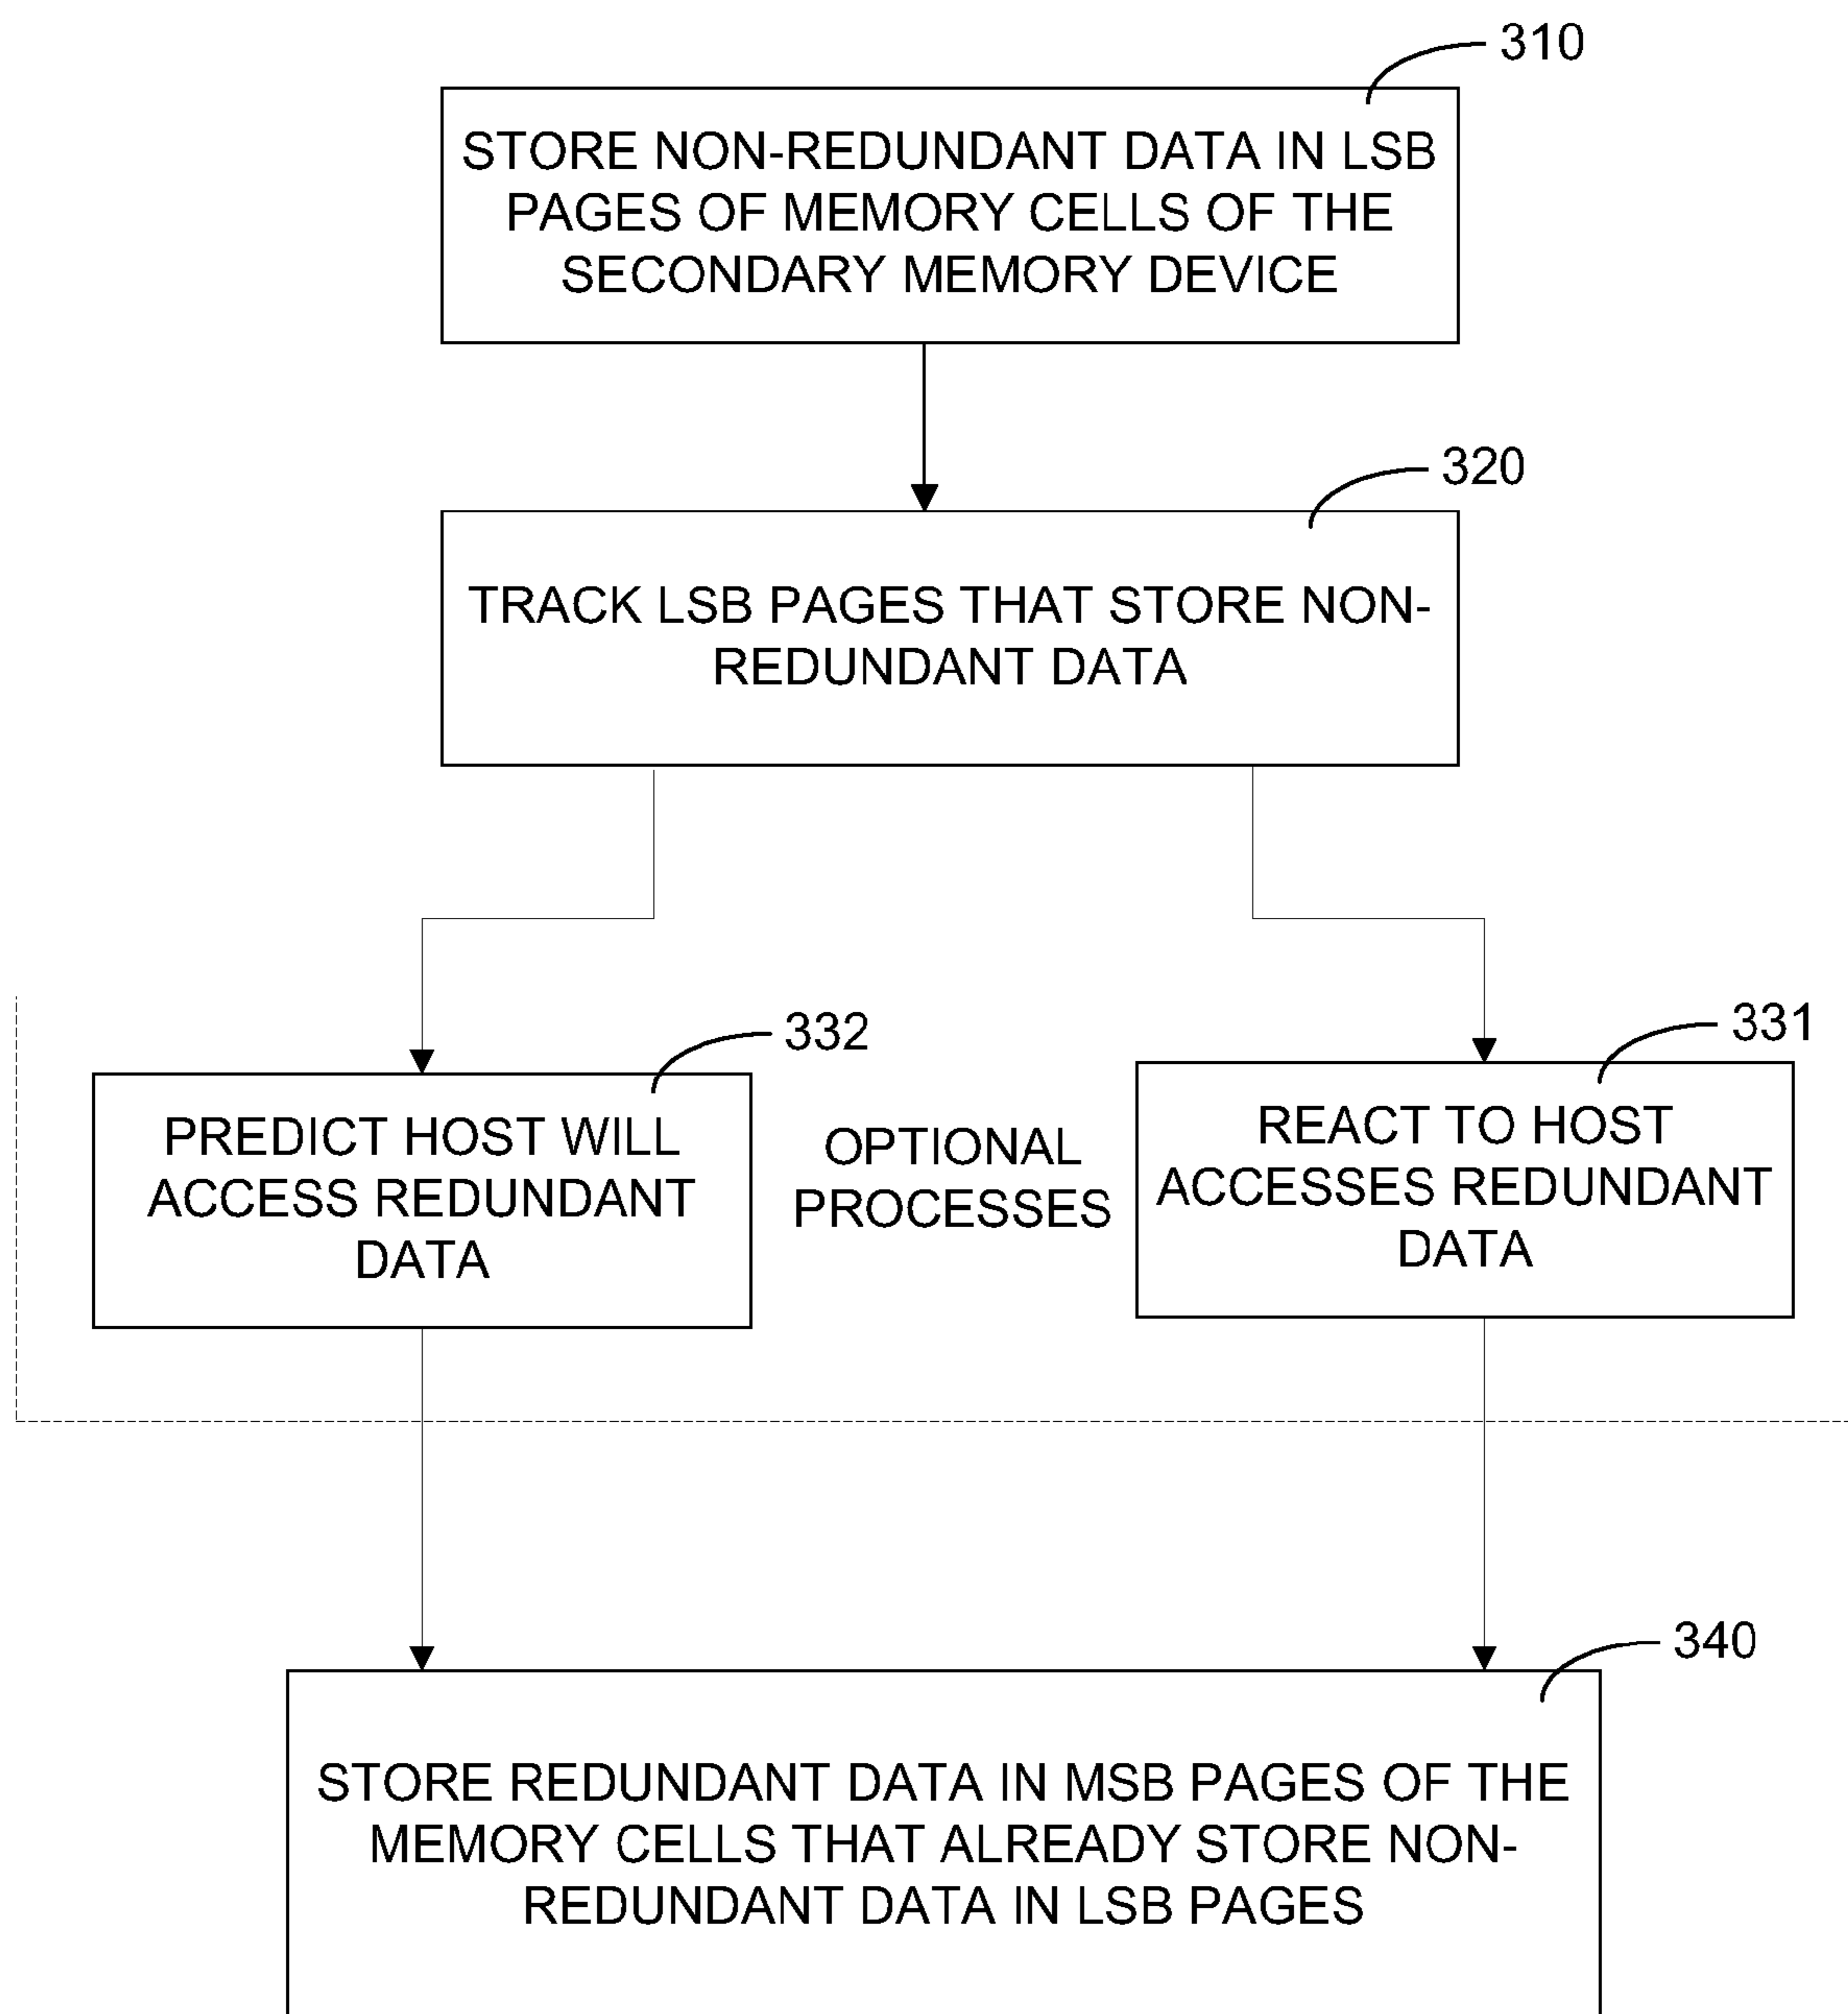 310
STORE NON-REDUNDANT DATA IN LSB
PAGES OF MEMORY CELLS OF THE
SECONDARY MEMORY DEVICE
320
TRACK LSB PAGES THAT STORE NON-
REDUNDANT DATA
332
PREDICT HOST WILL
ACCESS REDUNDANT
DATA
OPTIONAL
PROCESSES
331
REACT TO HOST
ACCESSES REDUNDANT
DATA
340
STORE REDUNDANT DATA IN MSB PAGES OF THE
MEMORY CELLS THAT ALREADY STORE NON-
REDUNDANT DATA IN LSB PAGES